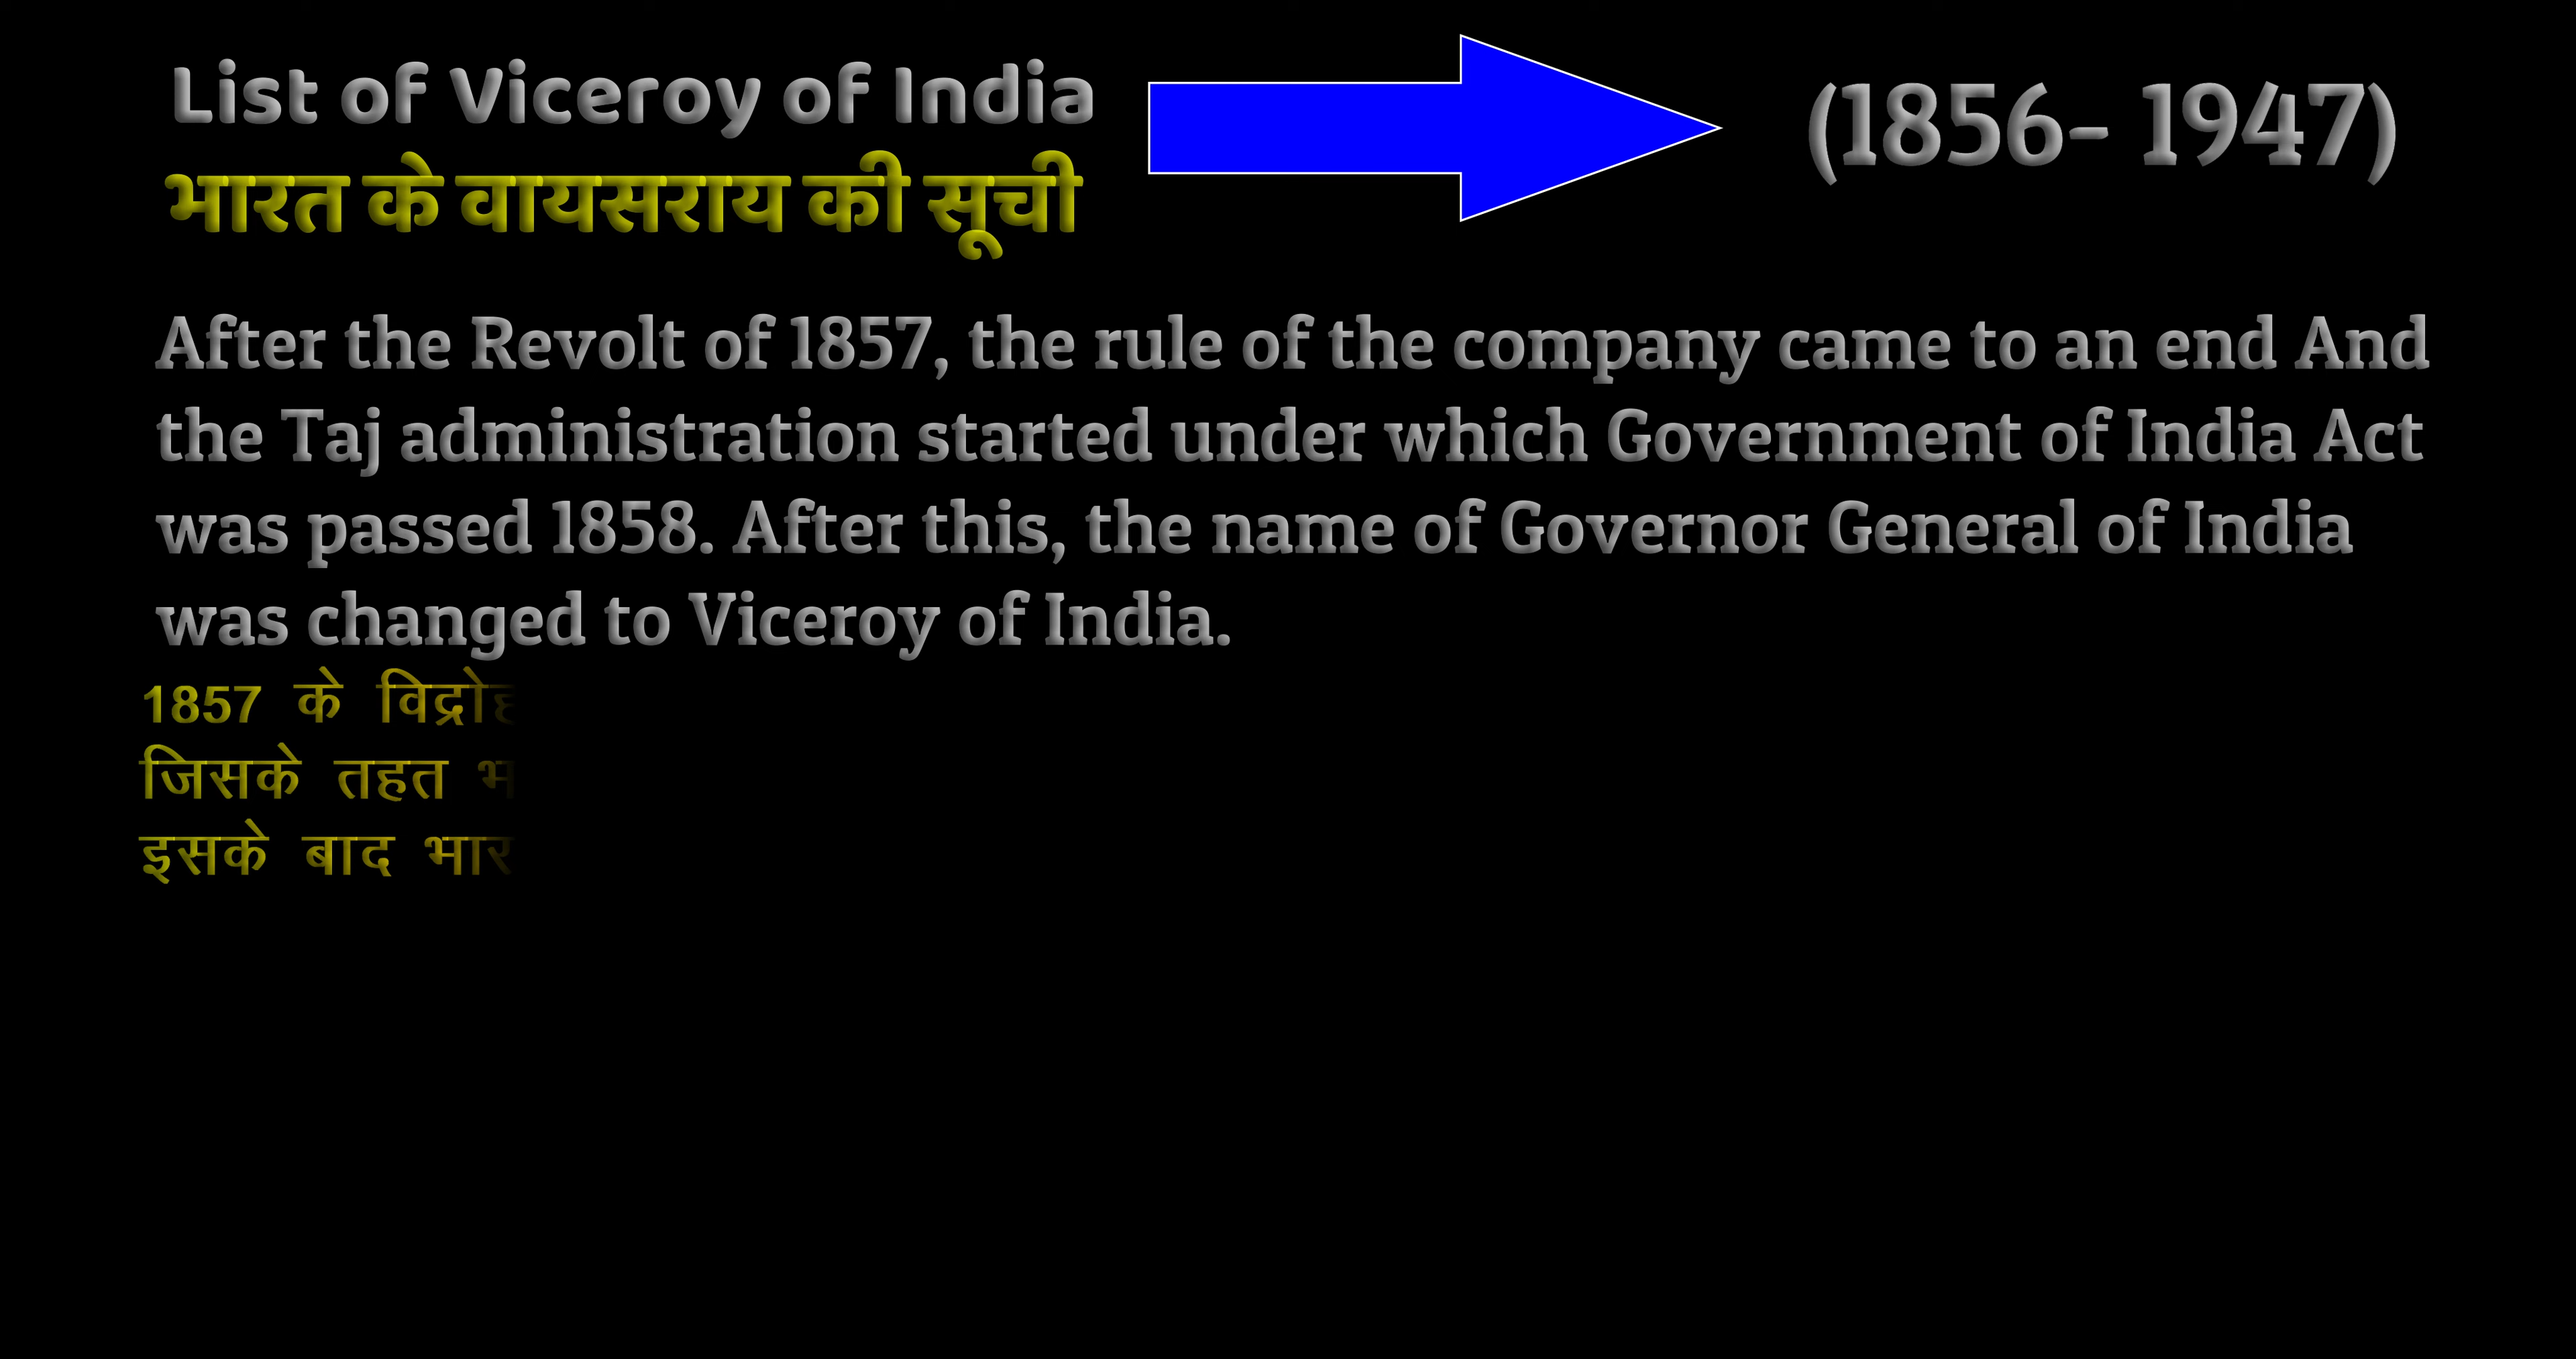 List of Viceroy of India
(1856- 1947)
भारत के वायसराय की सूची
After the Revolt of 1857, the rule of the company came to an end And
the Taj administration started under which Government of India Act
was passed 1858. After this, the name of Governor General of India
was changed to Viceroy of India.
1857 के
जिसके तहत
इसके बाद